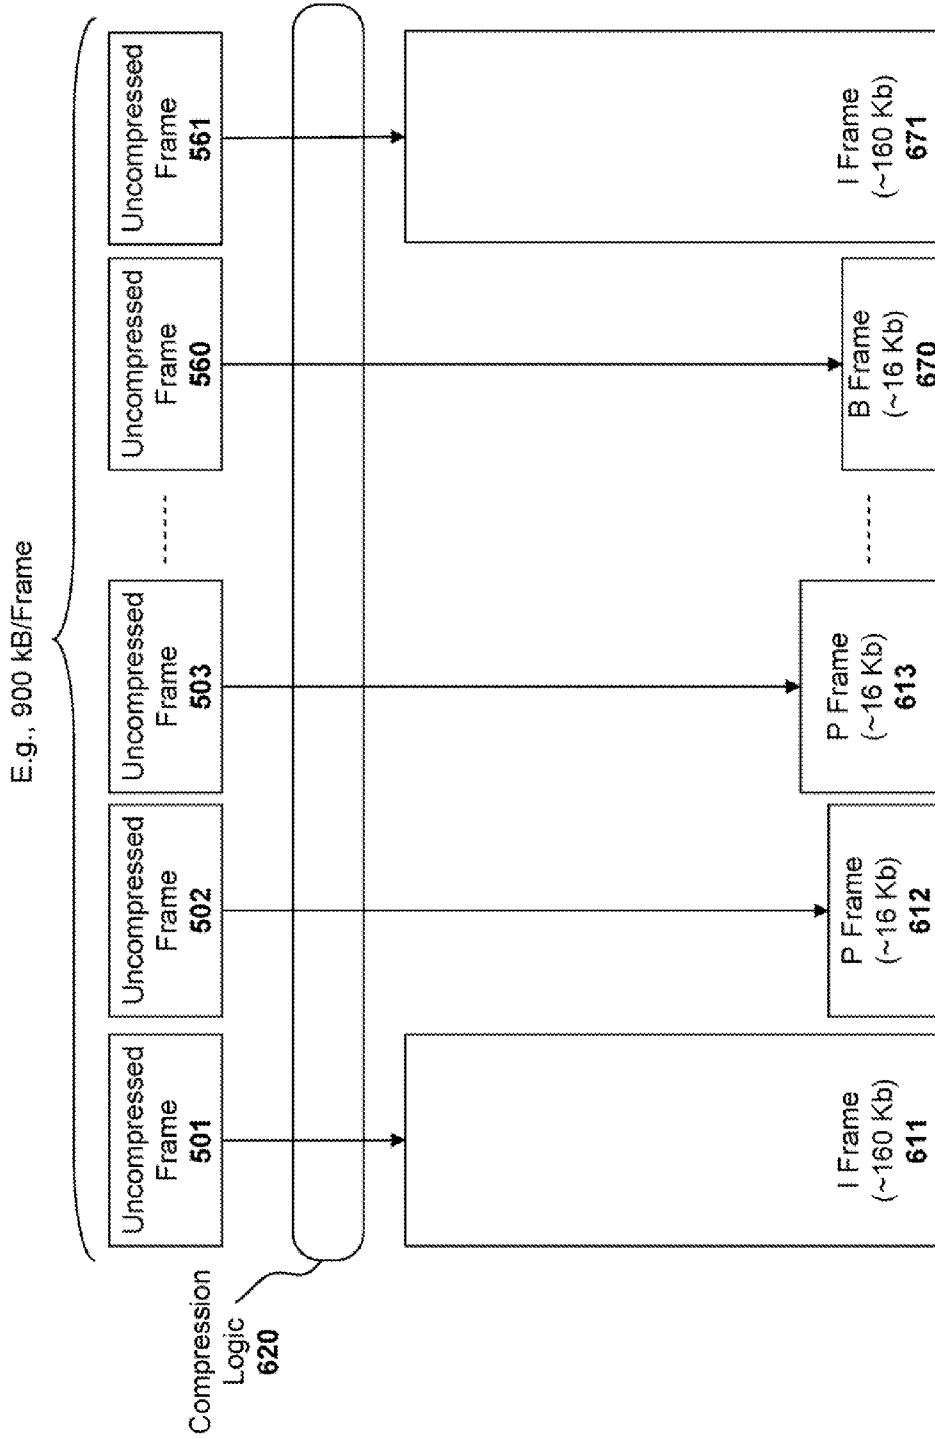 E.g., 900 kB/Frame
Uncompressed
Frame
501
Uncompressed
Frame
502
Uncompressed
Frame
503
------
Uncompressed
Frame
560
Uncompressed
Frame
561
Compression
Logic
620
I Frame
(~160 Kb)
611
P Frame
(~16 Kb)
612
P Frame
(~16 Kb)
613
------
B Frame
(~16 Kb)
670
I Frame
(~160 Kb)
671